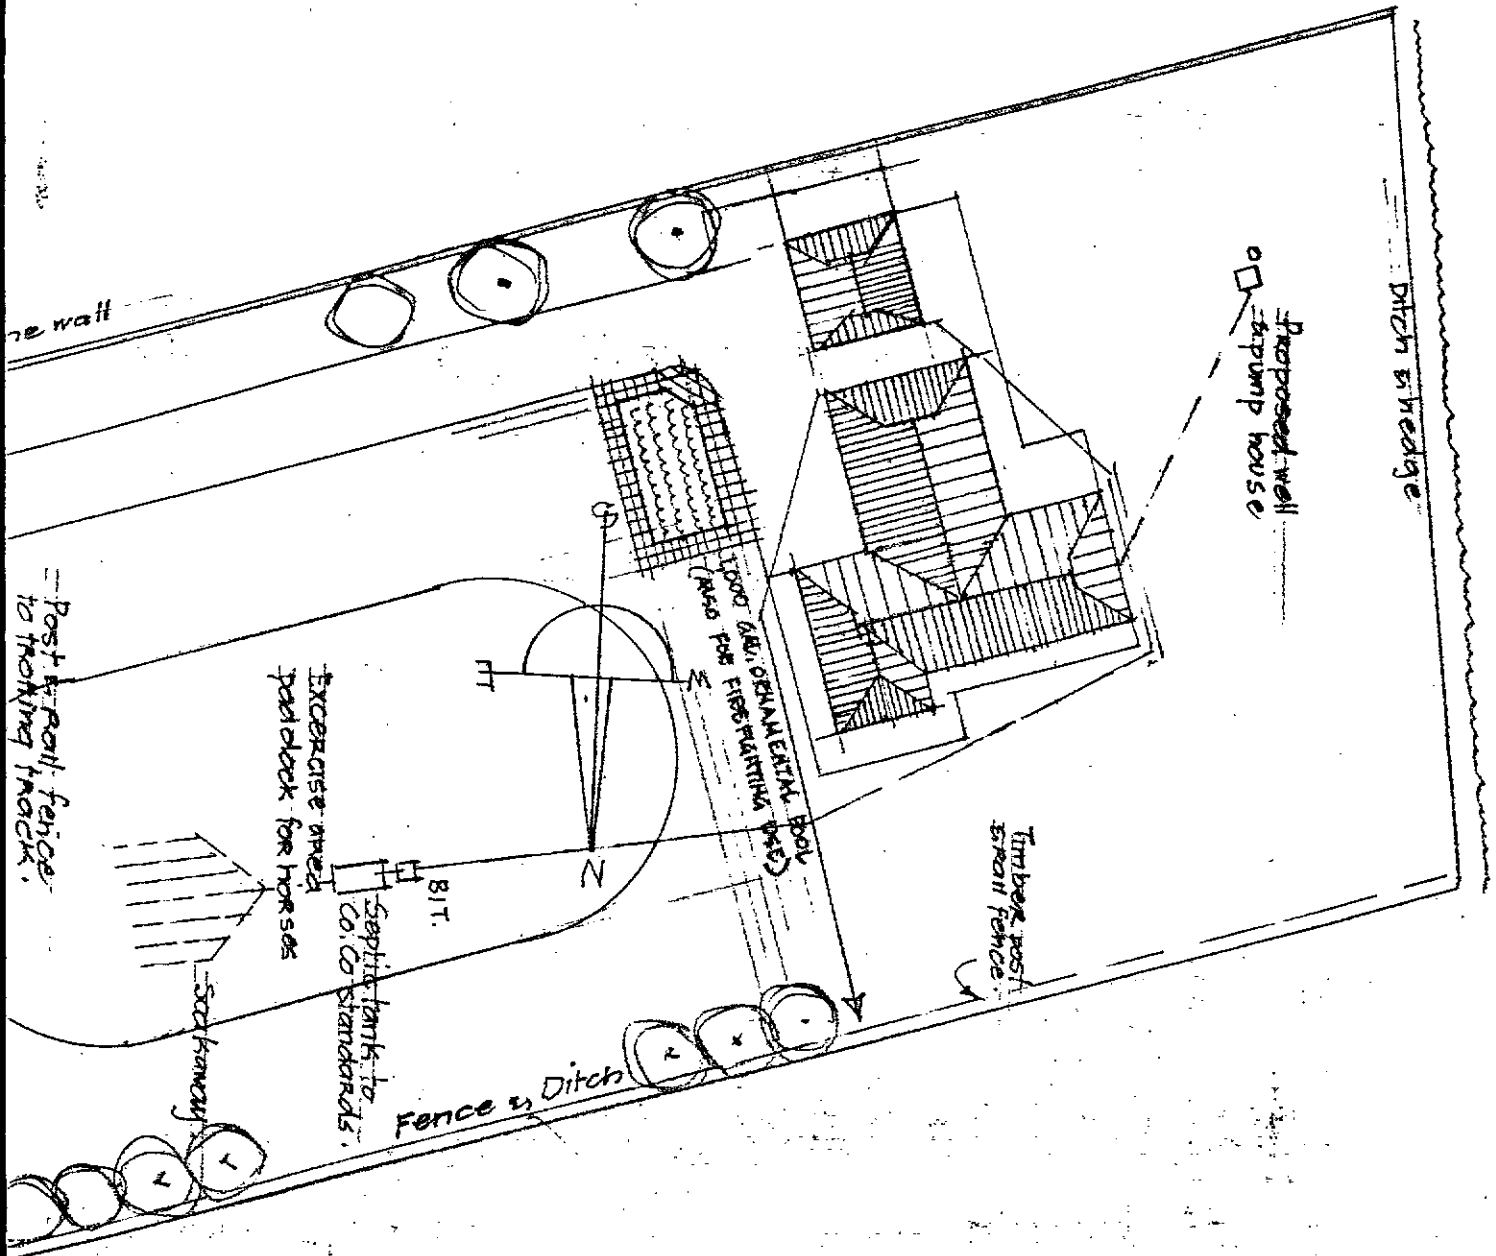 Ditch & hedge
Proposed well
& pump house
1,000 GAL. ORNAMENTAL POOL
(ALSO FOR FIREFIGHTING USE)
Timber post
& rail fence.
S
E
W
N
EXCERCISE area
paddock for horses
B/T.
Septic tank to
Co. Co. standards.
Soakaway
Post & Rail fence
to TROTTING TRACK.
Fence & Ditch
wall